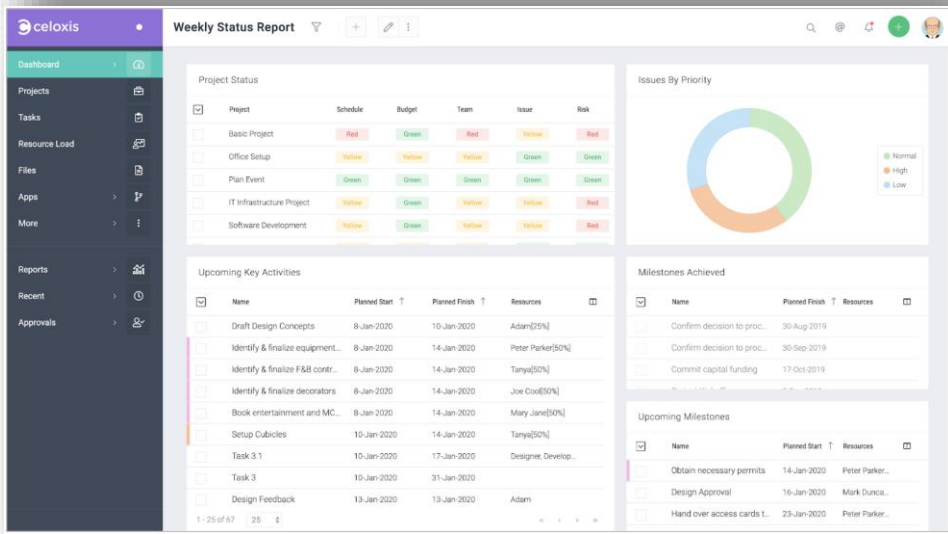 celoxis
Weekly Status Report
Dashboard
Projects
Tasks
Resource Load
Files
Apps
More
Reports
Recent
Approvals
Project Status
Project Schedule Budget Team Issue Risk
Basic Project Red Green Red Yellow Red
Office Setup Yellow Yellow Yellow Green Green
Plan Event Green Green Green Green Green
IT Infrastructure Project Yellow Green Yellow Yellow Red
Software Development Yellow Green Yellow Yellow Red
Issues By Priority
Normal
High
Low
Upcoming Key Activities
Name Planned Start ↑ Planned Finish ↑ Resources
Draft Design Concepts 8-Jan-2020 10-Jan-2020 Adam[25%]
Identify & finalize equipment... 8-Jan-2020 14-Jan-2020 Peter Parker[50%]
Identify & finalize F&B contr... 8-Jan-2020 14-Jan-2020 Tanya[50%]
Identify & finalize decorators 8-Jan-2020 14-Jan-2020 Joe Cool[50%]
Book entertainment and MC... 8-Jan-2020 14-Jan-2020 Mary Jane[50%]
Setup Cubicles 10-Jan-2020 14-Jan-2020 Tanya[50%]
Task 3.1 10-Jan-2020 17-Jan-2020 Designer, Develop...
Task 3 10-Jan-2020 31-Jan-2020
Design Feedback 13-Jan-2020 13-Jan-2020 Adam
1 - 25 of 67 25
Milestones Achieved
Name Planned Finish ↑ Resources
Confirm decision to proc... 30-Aug-2019
Confirm decision to proc... 30-Sep-2019
Commit capital funding 17-Oct-2019
Upcoming Milestones
Name Planned Start ↑ Resources
Obtain necessary permits 14-Jan-2020 Peter Parker...
Design Approval 16-Jan-2020 Mark Dunca...
Hand over access cards t... 23-Jan-2020 Peter Parker...